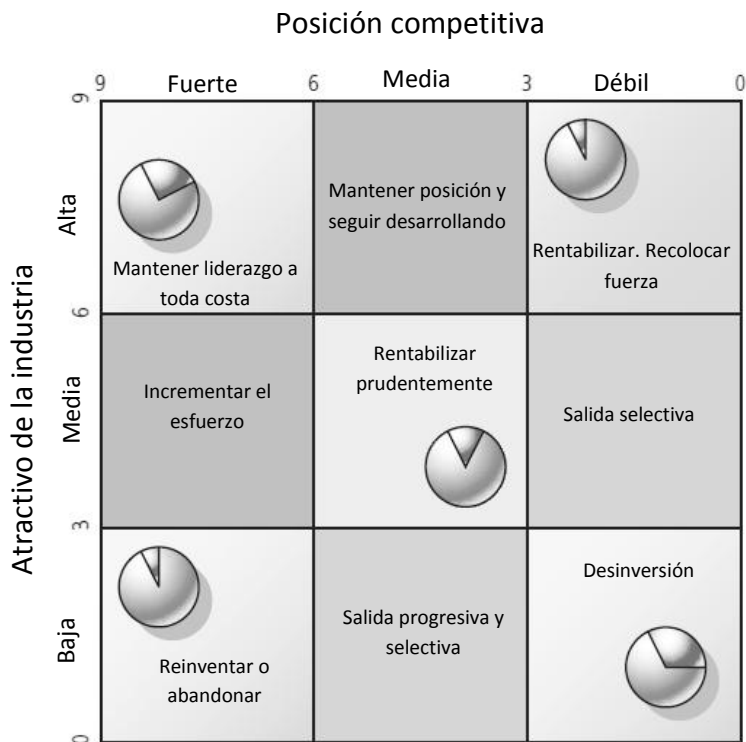 Posición competitiva
9 Fuerte 6 Media 3 Débil 0
9
Alta
Mantener liderazgo a
toda costa
Mantener posición y
seguir desarrollando
Rentabilizar. Recolocar
fuerza
Atractivo de la industria
6
Media
Incrementar el
esfuerzo
Rentabilizar
prudentemente
Salida selectiva
3
Baja
Reinventar o
abandonar
Salida progresiva y
selectiva
Desinversión
0